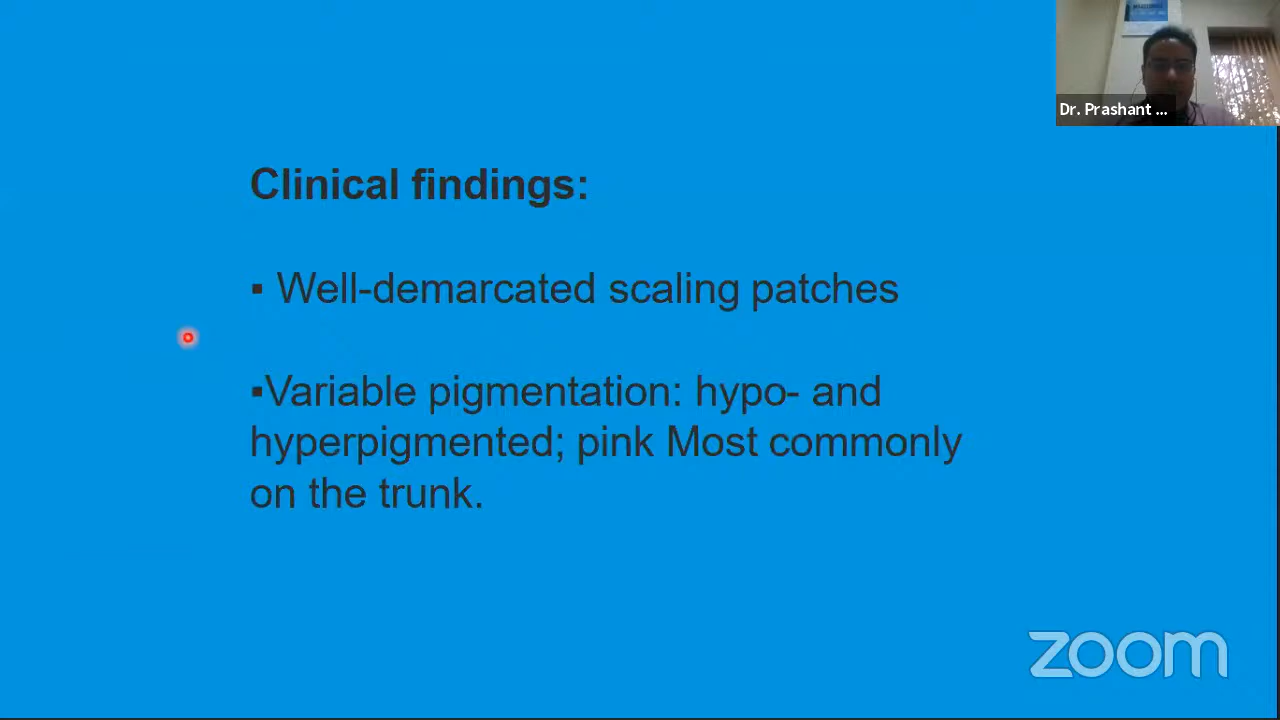 Dr. Prashant ...
Clinical findings:
▪ Well-demarcated scaling patches
▪Variable pigmentation: hypo- and
hyperpigmented; pink Most commonly
on the trunk.
zoom